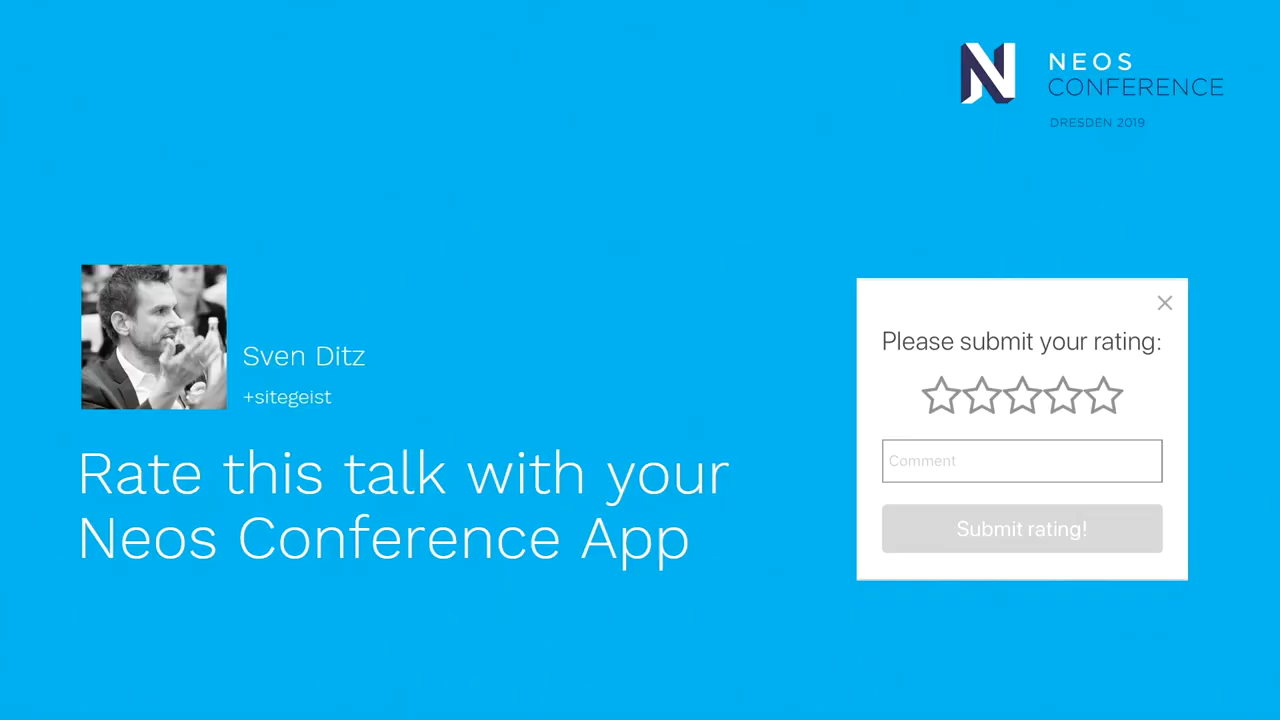 NEOS
CONFERENCE
DRESDEN 2019
Sven Ditz
+sitegeist
Rate this talk with your
Neos Conference App
Please submit your rating:
Comment
Submit rating!